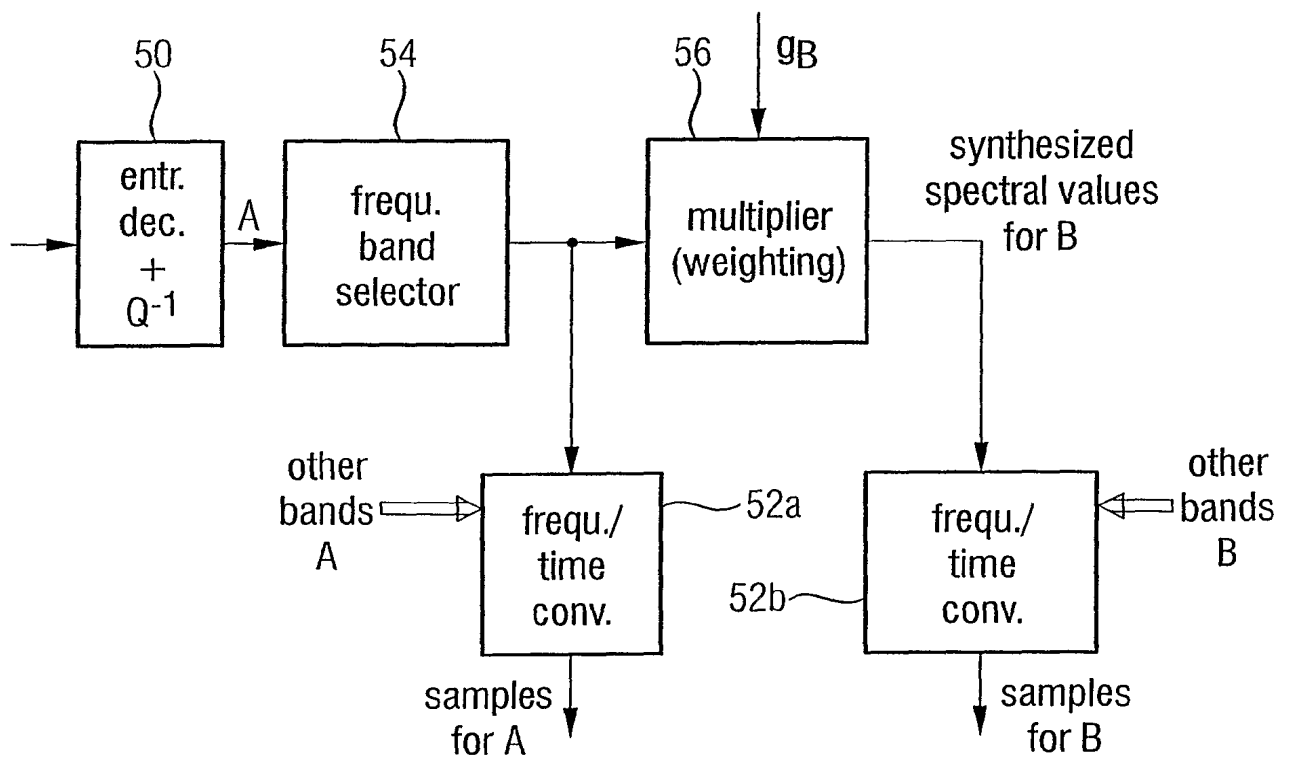 50
54
56
gB
entr.
dec.
+
Q-1
A
frequ.
band
selector
multiplier
(weighting)
synthesized
spectral values
for B
other
bands
A
frequ./
time
conv.
52a
52b
frequ./
time
conv.
other
bands
B
samples
for A
samples
for B